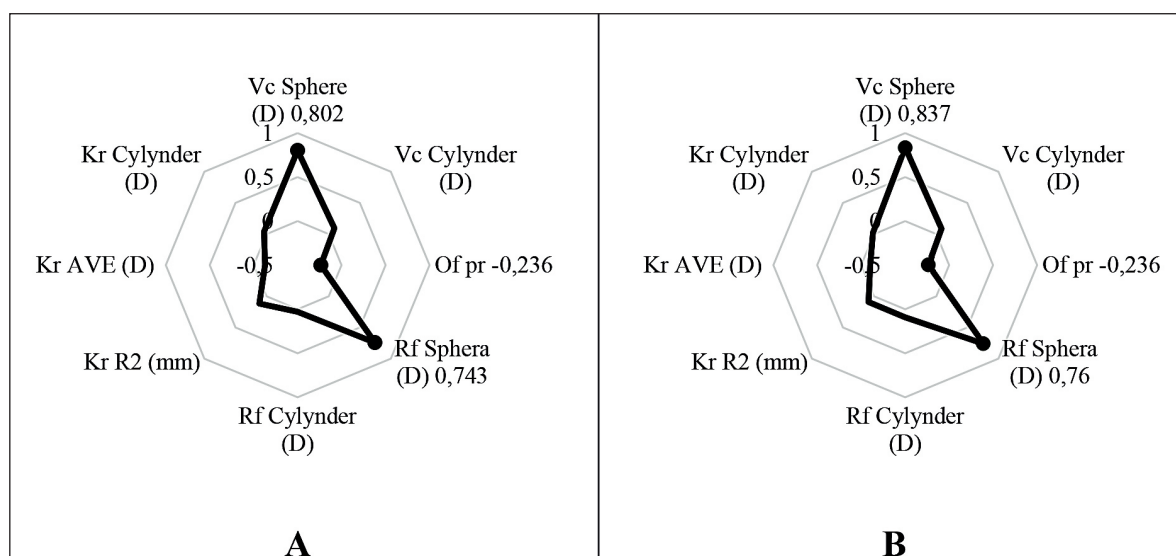 Vc Sphere
(D) 0,802
1
Kr Cylynder
(D)
Vc Cylynder
(D)
0,5
0
Kr AVE (D)
-0,5
Of pr -0,236
Kr R2 (mm)
Rf Sphera
(D) 0,743
Rf Cylynder
(D)
A
Vc Sphere
(D) 0,837
1
Kr Cylynder
(D)
Vc Cylynder
(D)
0,5
0
Kr AVE (D)
-0,5
Of pr -0,236
Kr R2 (mm)
Rf Sphera
(D) 0,76
Rf Cylynder
(D)
B